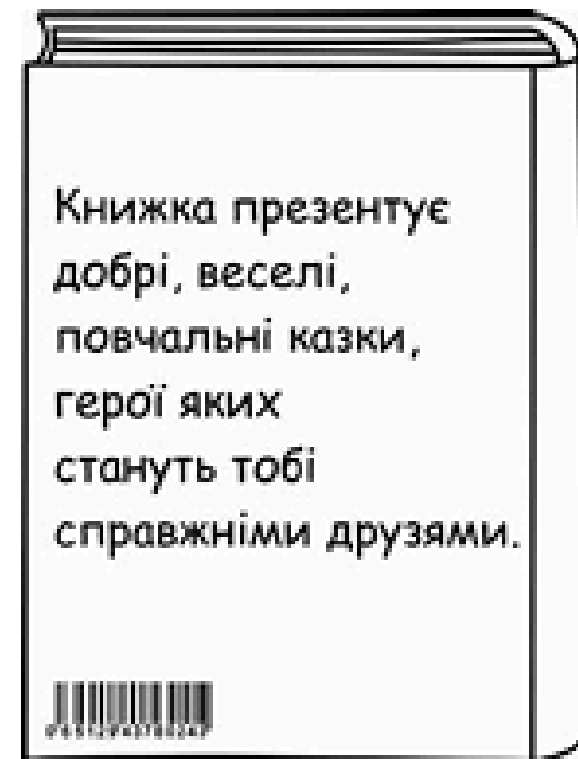 Книжка презентує
добрі, веселі,
повчальні казки,
герої яких
стануть тобі
справжніми друзями.